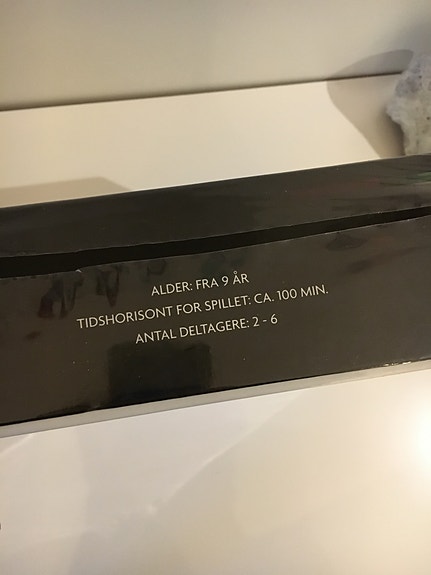 ALDER: FRA 9 ÅR
TIDSHORISONT FOR SPILLET: CA. 100 MIN.
ANTAL DELTAGERE: 2 - 6